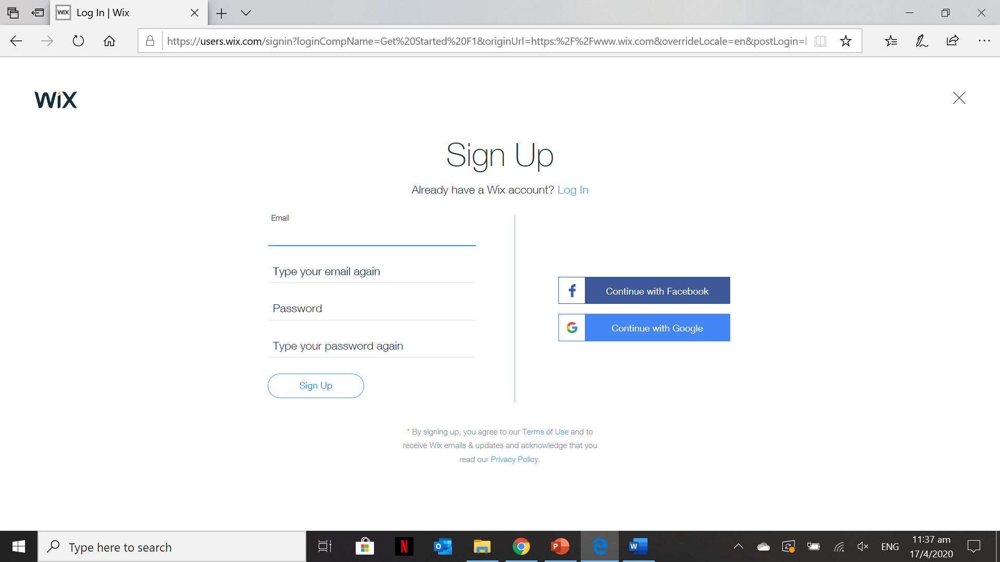 WIX Log In | Wix
https://users.wix.com/signin?loginCompName=Get%20Started%20F1&originUrl=https:%2F%2Fwww.wix.com&overrideLocale=en&postLogin=
WiX
Sign Up
Already have a Wix account? Log In
Email
Type your email again
Password
Type your password again
Sign Up
Continue with Facebook
Continue with Google
* By signing up, you agree to our Terms of Use and to
receive Wix emails & updates and acknowledge that you
read our Privacy Policy.
Type here to search
ENG
11:37 am
17/4/2020